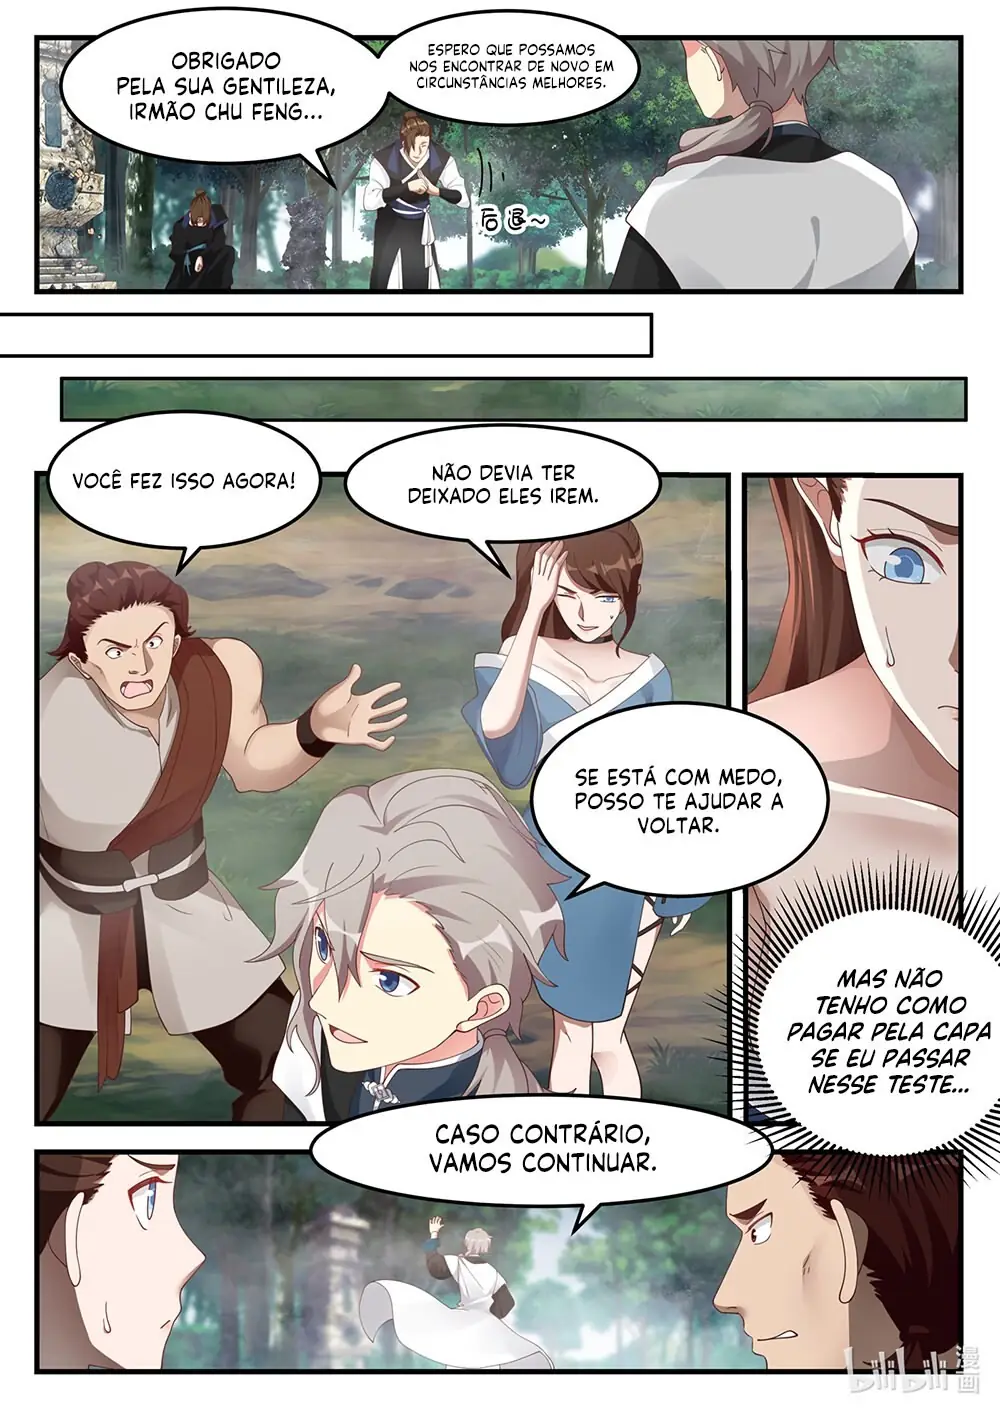 OBRIGADO
PELA SUA GENTILEZA,
IRMÃO CHU FENG...
ESPERO QUE POSSAMOS
NOS ENCONTRAR DE NOVO EM
CIRCUNSTÂNCIAS MELHORES.
后退~
VOCÊ FEZ ISSO AGORA!
NÃO DEVIA TER
DEIXADO ELES IREM.
SE ESTÁ COM MEDO,
POSSO TE AJUDAR A
VOLTAR.
MAS NÃO
TENHO COMO
PAGAR PELA CAPA
SE EU PASSAR
NESSE TESTE...
CASO CONTRÁRIO,
VAMOS CONTINUAR.
bilibili 漫画